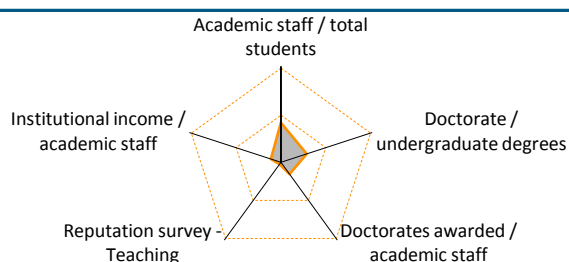 Academic staff / total
students
Institutional income /
academic staff
Doctorate /
undergraduate degrees
Reputation survey -
Teaching
Doctorates awarded /
academic staff